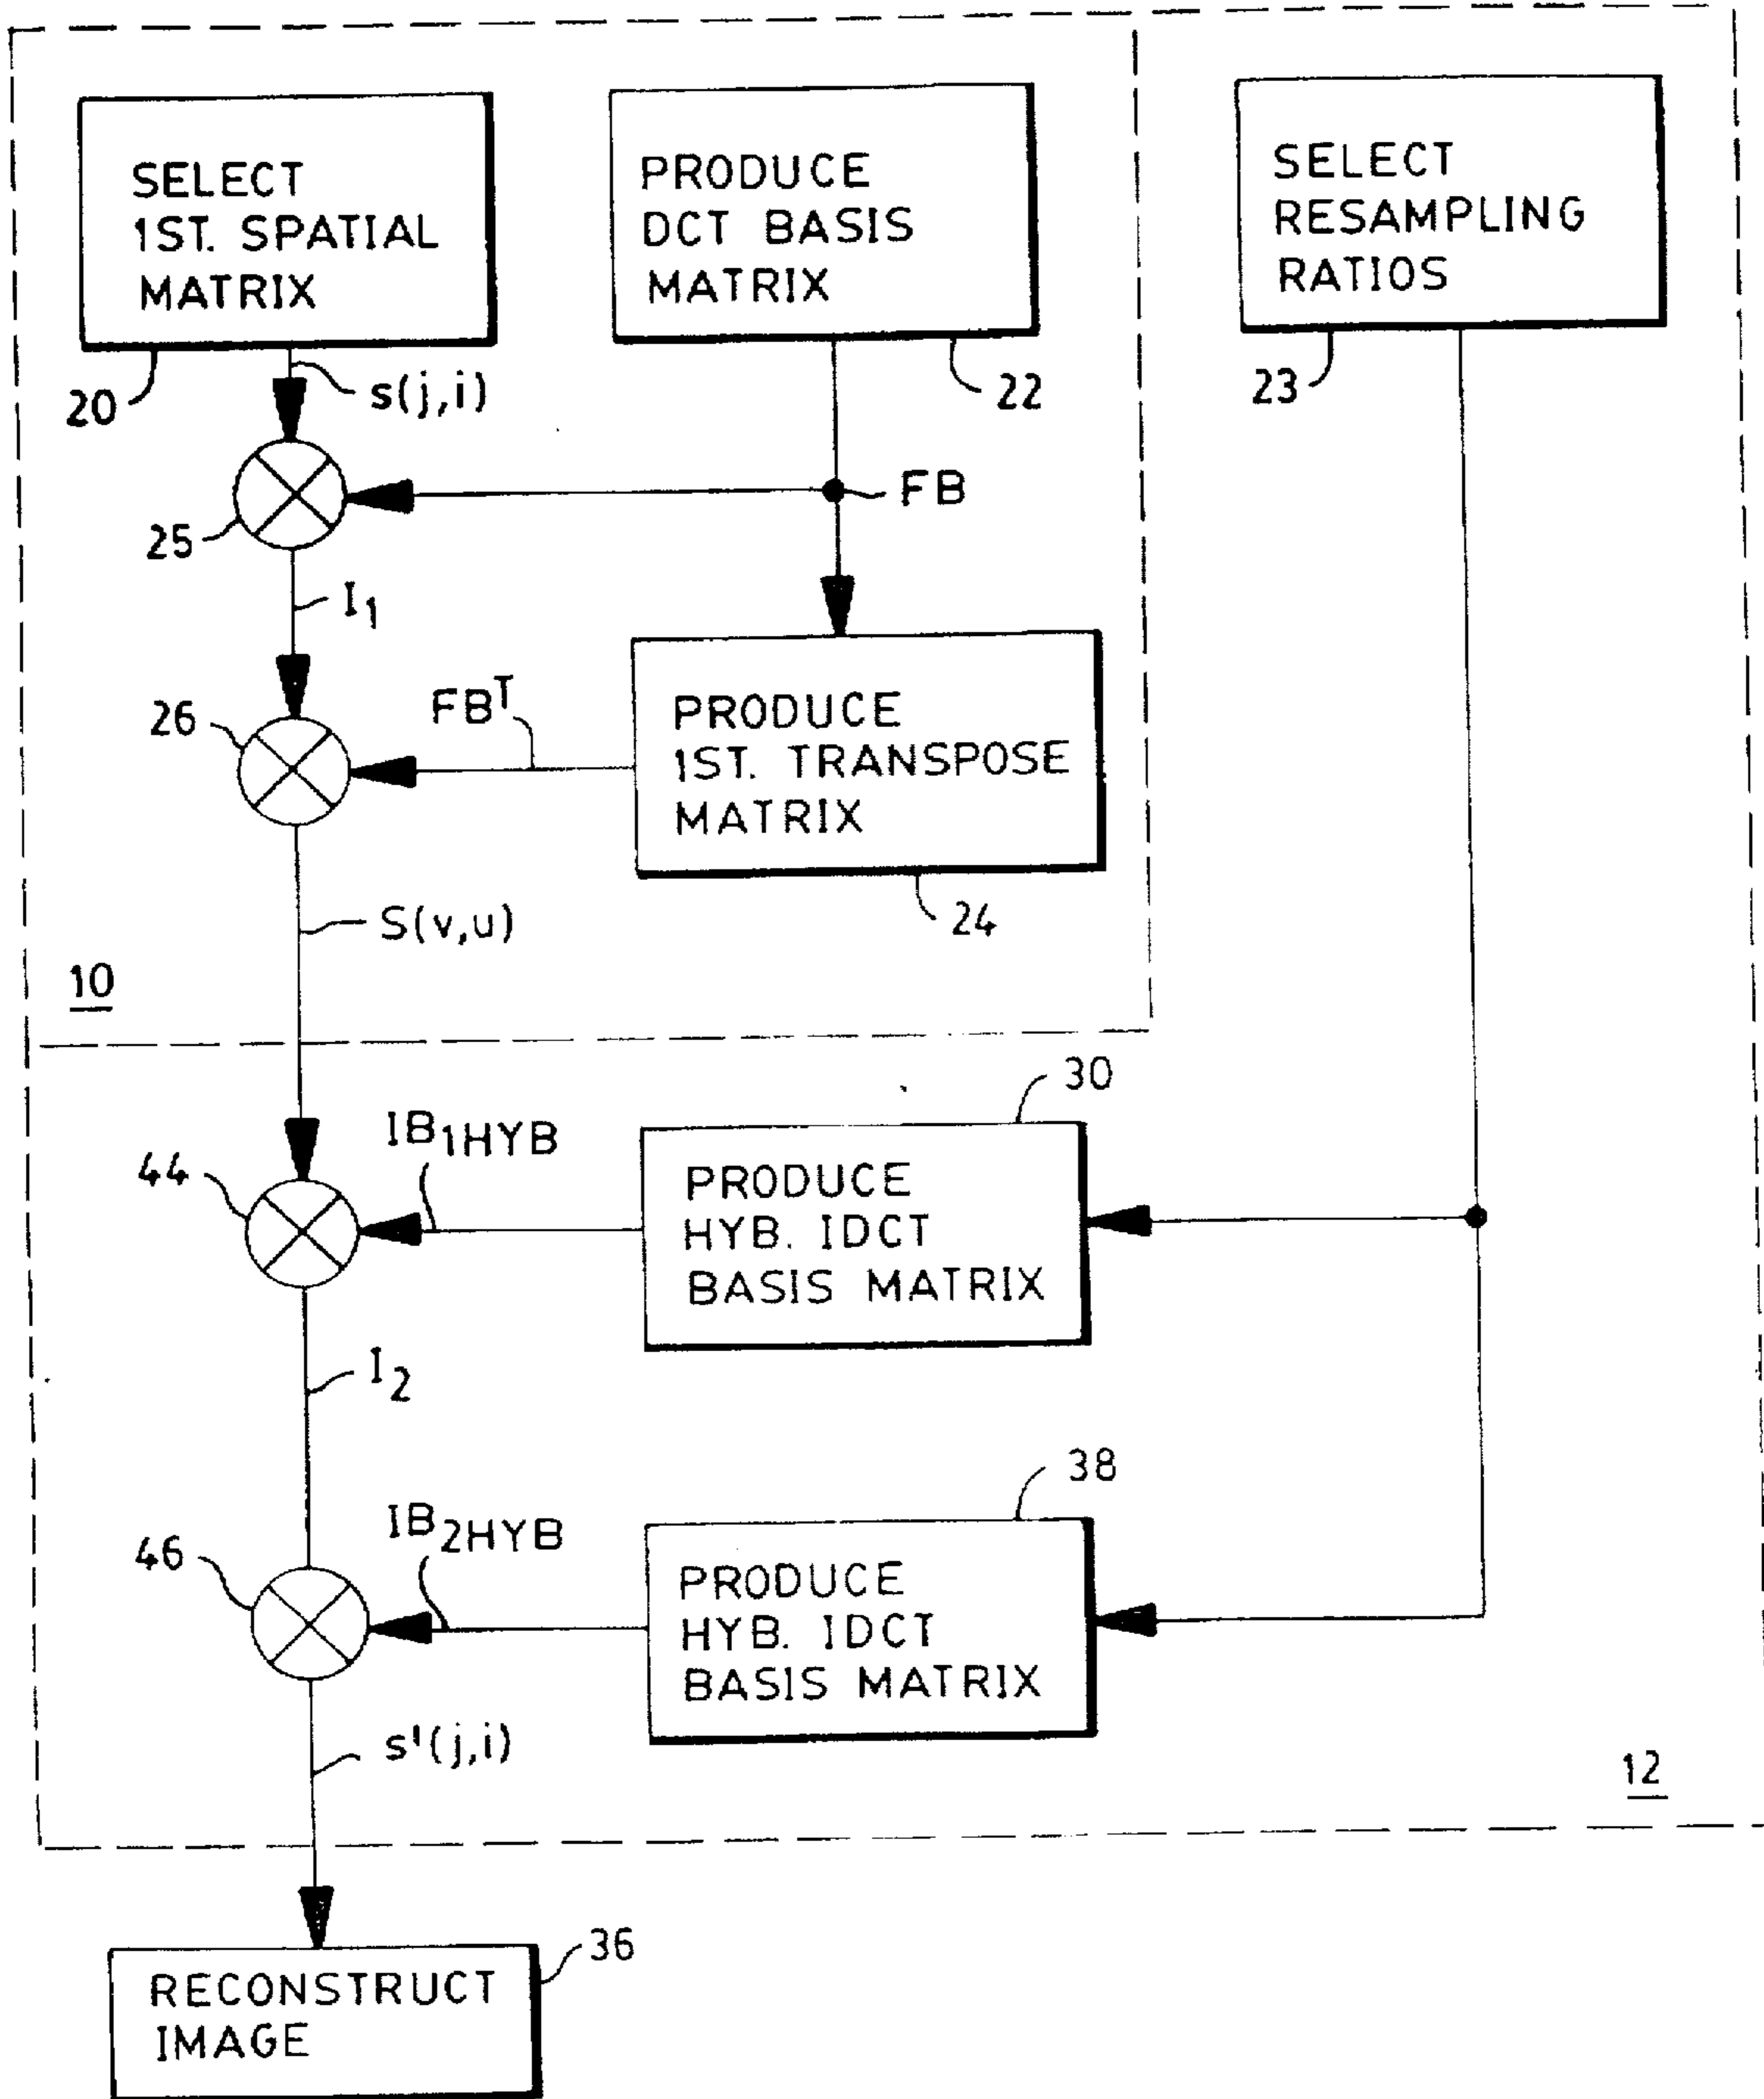 SELECT
1ST. SPATIAL
MATRIX
PRODUCE
DCT BASIS
MATRIX
SELECT
RESAMPLING
RATIOS
20
s(j,i)
22
23
25
FB
I1
26
FBT
PRODUCE
1ST. TRANSPOSE
MATRIX
S(v,u)
24
10
30
44
IB1HYB
PRODUCE
HYB. IDCT
BASIS MATRIX
I2
38
46
IB2HYB
PRODUCE
HYB. IDCT
BASIS MATRIX
s'(j,i)
12
36
RECONSTRUCT
IMAGE